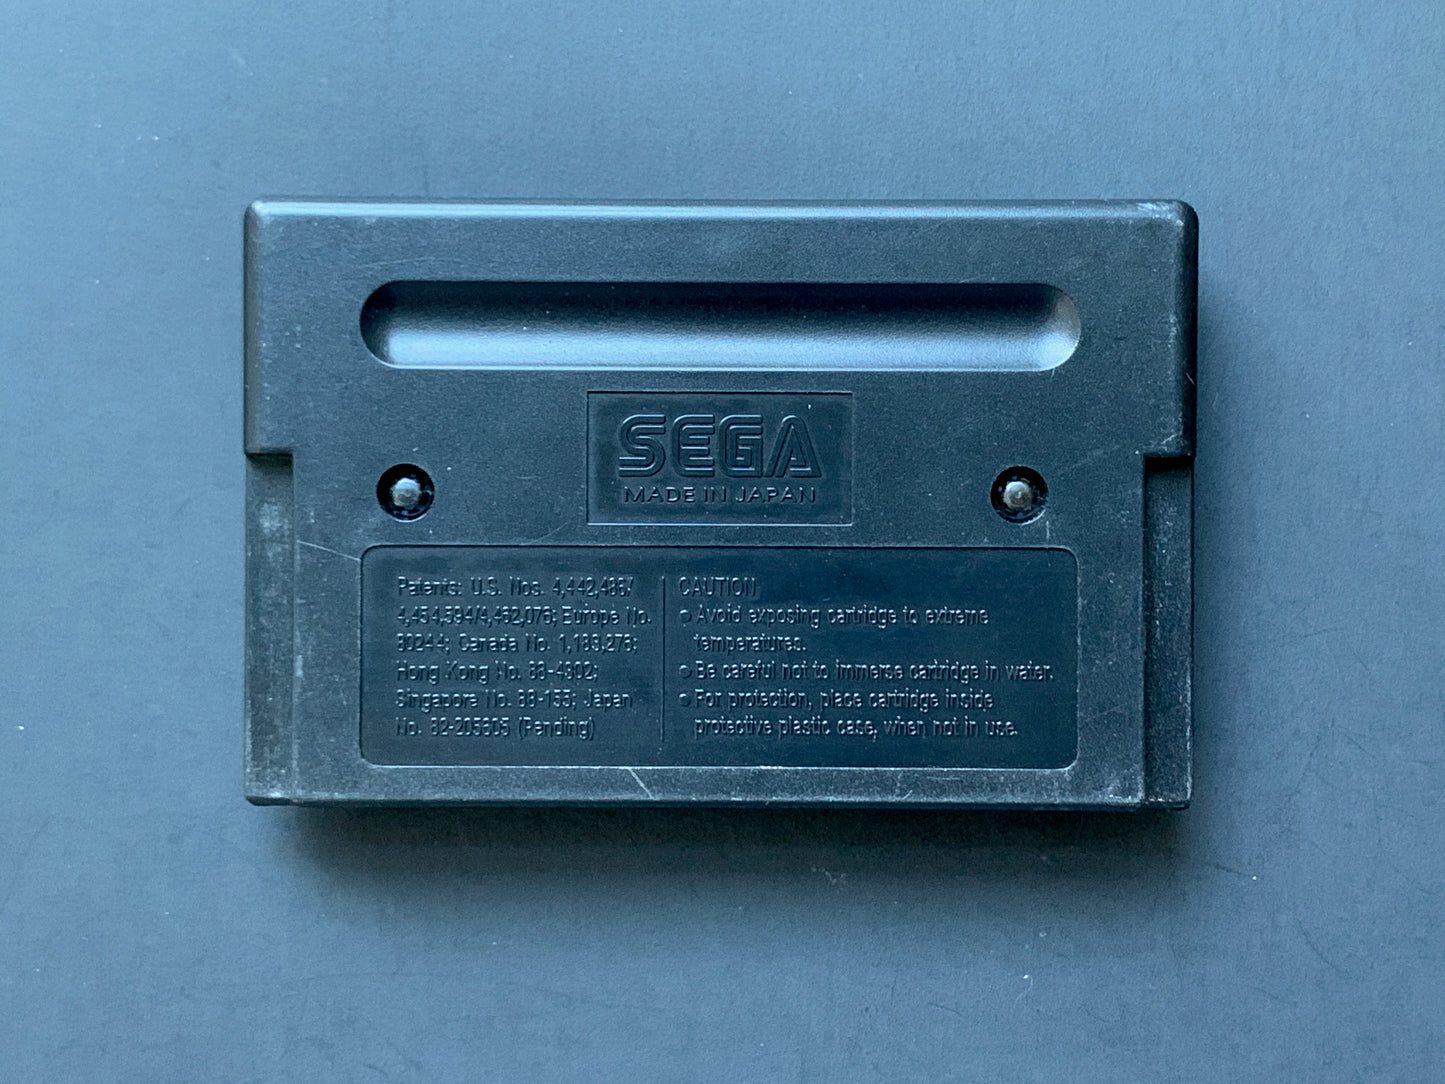 SEGA
MADE IN JAPAN
Patents: U.S. Nos. 4,442,486/
4,454,594/4,462,076; Europe No.
80244; Canada No. 1,183,276;
Hong Kong No. 88-4302;
Singapore No. 88-155; Japan
No. 82-205605 (Pending)
CAUTION
● Avoid exposing cartridge to extreme
temperatures.
● Be careful not to immerse cartridge in water.
● For protection, place cartridge inside
protective plastic case, when not in use.